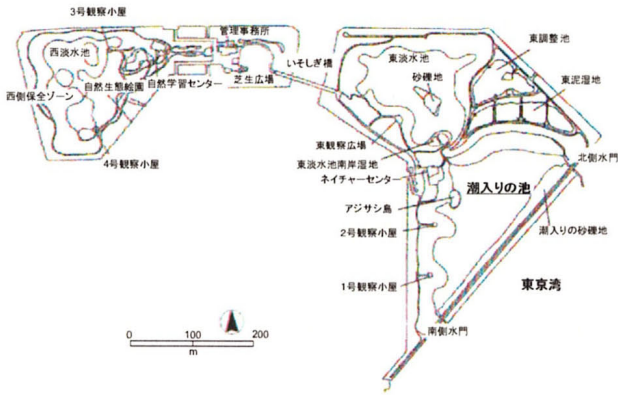 3号観察小屋
管理事務所
西淡水池
芝生広場
いそしぎ橋
東淡水池
東調整池
砂礫地
東泥湿地
西側保全ゾーン
自然生態絵園
自然学習センター
4号観察小屋
東観察広場
東淡水池南岸湿地
ネイチャーセンター
北側水門
アジサシ島
潮入りの池
2号観察小屋
潮入りの砂礫地
1号観察小屋
東京湾
南側水門
0 100 200
m